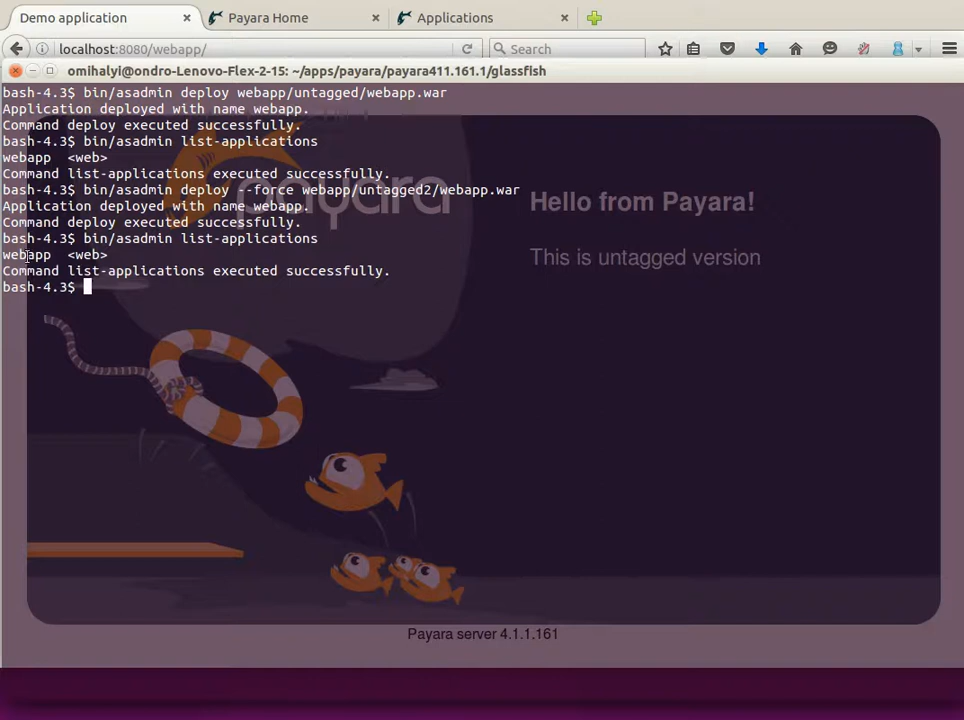 Demo application
Payara Home
Applications
localhost:8080/webapp/
Search
omihalyi@ondro-Lenovo-Flex-2-15: ~/apps/payara/payara411.161.1/glassfish
bash-4.3$ bin/asadmin deploy webapp/untagged/webapp.war
Application deployed with name webapp.
Command deploy executed successfully.
bash-4.3$ bin/asadmin list-applications
webapp  <web>
Command list-applications executed successfully.
bash-4.3$ bin/asadmin deploy --force webapp/untagged2/webapp.war
Application deployed with name webapp.
Command deploy executed successfully.
bash-4.3$ bin/asadmin list-applications
webapp  <web>
Command list-applications executed successfully.
bash-4.3$
payara
Hello from Payara!
This is untagged version
Payara server 4.1.1.161